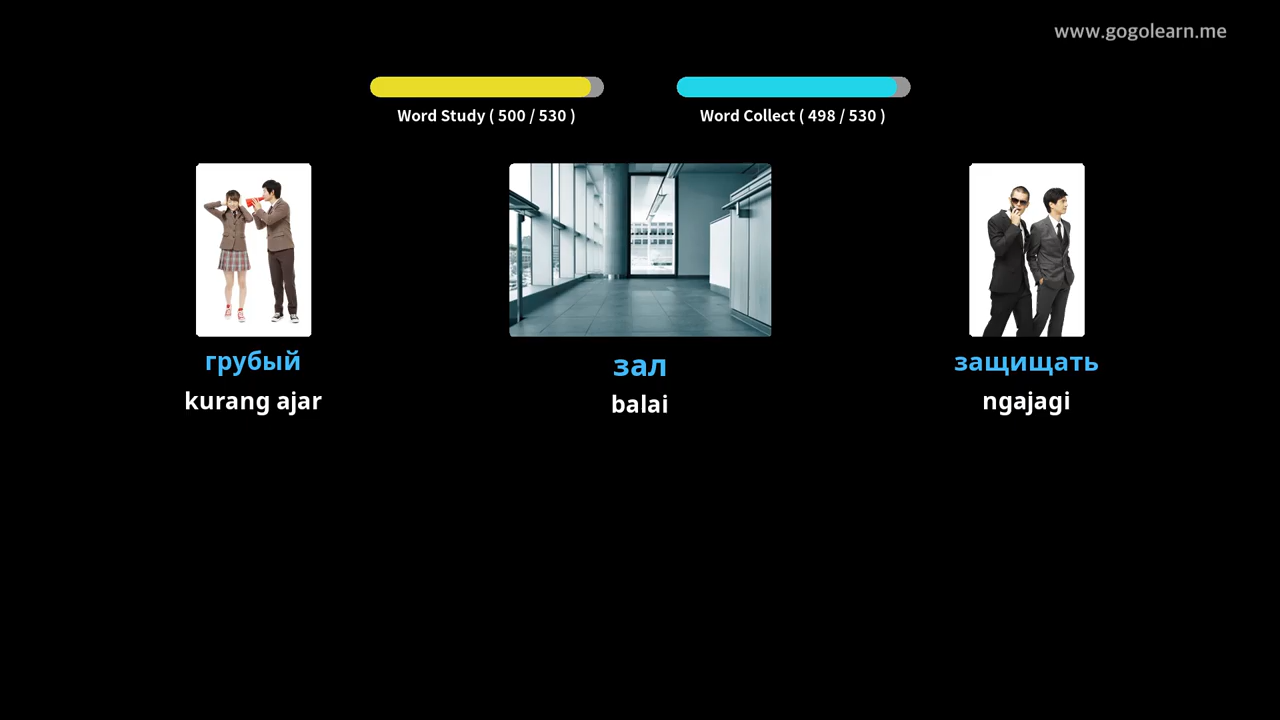 www.gogolearn.me
Word Study ( 500 / 530 )
Word Collect ( 498 / 530 )
грубый
kurang ajar
зал
balai
защищать
ngajagi